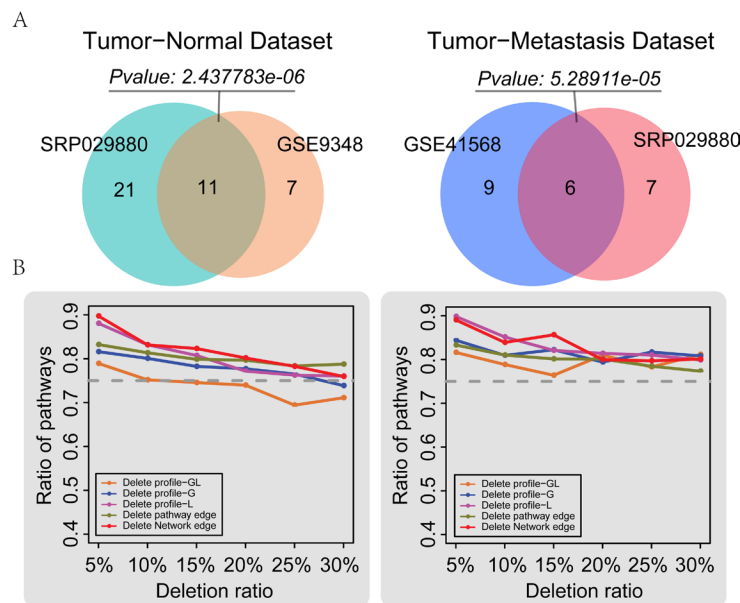 A
Tumor–Normal Dataset
Pvalue: 2.437783e-06
SRP029880
GSE9348
21
11
7
Tumor–Metastasis Dataset
Pvalue: 5.28911e-05
GSE41568
SRP029880
9
6
7
B
Ratio of pathways
0.9
0.8
0.7
0.6
0.5
0.4
Delete profile–GL
Delete profile–G
Delete profile–L
Delete pathway edge
Delete Network edge
5% 10% 15% 20% 25% 30%
Deletion ratio
Ratio of pathways
0.9
0.8
0.7
0.6
0.5
0.4
Delete profile–GL
Delete profile–G
Delete profile–L
Delete pathway edge
Delete Network edge
5% 10% 15% 20% 25% 30%
Deletion ratio